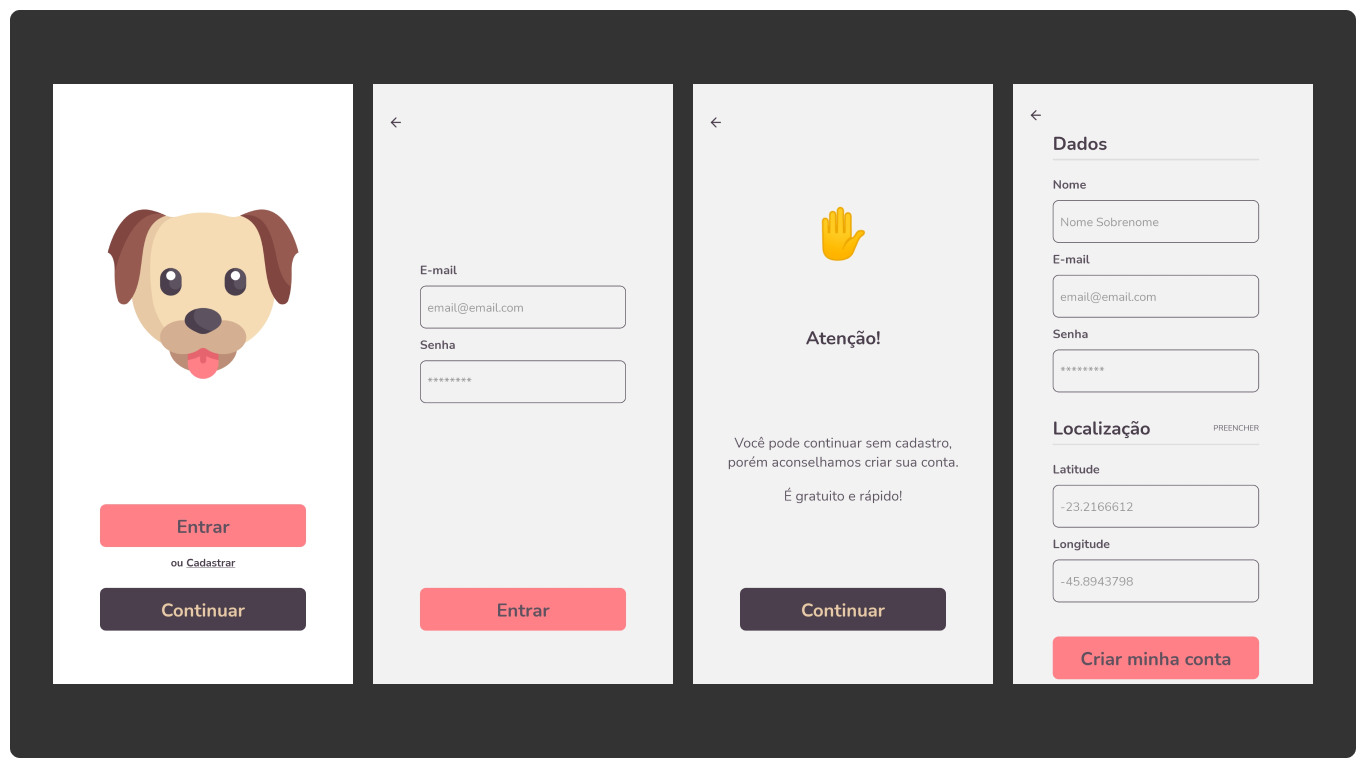 Entrar
ou Cadastrar
Continuar
E-mail
email@email.com
Senha
********
Entrar
Atenção!
Você pode continuar sem cadastro,
porém aconselhamos criar sua conta.
É gratuito e rápido!
Continuar
Dados
Nome
Nome Sobrenome
E-mail
email@email.com
Senha
********
Localização
PREENCHER
Latitude
-23.2166612
Longitude
-45.8943798
Criar minha conta